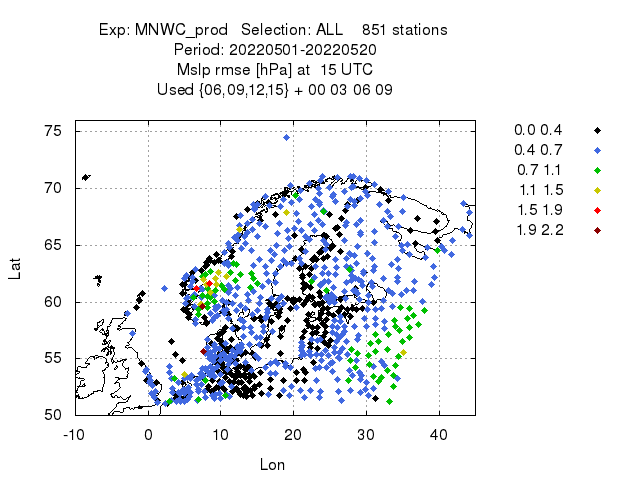 Exp: MNWC_prod   Selection: ALL    851 stations
Period: 20220501-20220520
Mslp rmse [hPa] at  15 UTC
Used {06,09,12,15} + 00 03 06 09
0.0 0.4
0.4 0.7
0.7 1.1
1.1 1.5
1.5 1.9
1.9 2.2
75
70
65
60
55
50
Lat
-10 0 10 20 30 40
Lon